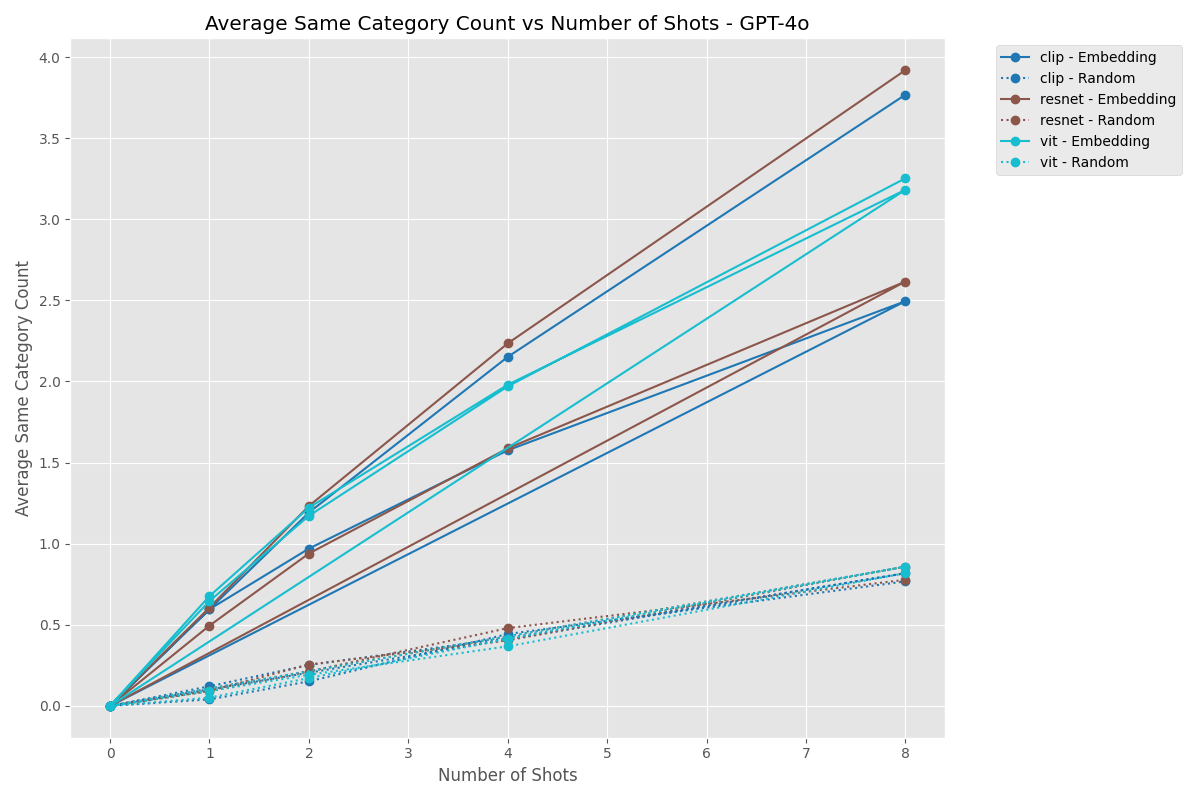 Average Same Category Count vs Number of Shots - GPT-4o
clip - Embedding
clip - Random
resnet - Embedding
resnet - Random
vit - Embedding
vit - Random
Average Same Category Count
4.0
3.5
3.0
2.5
2.0
1.5
1.0
0.5
0.0
0 1 2 3 4 5 6 7 8
Number of Shots